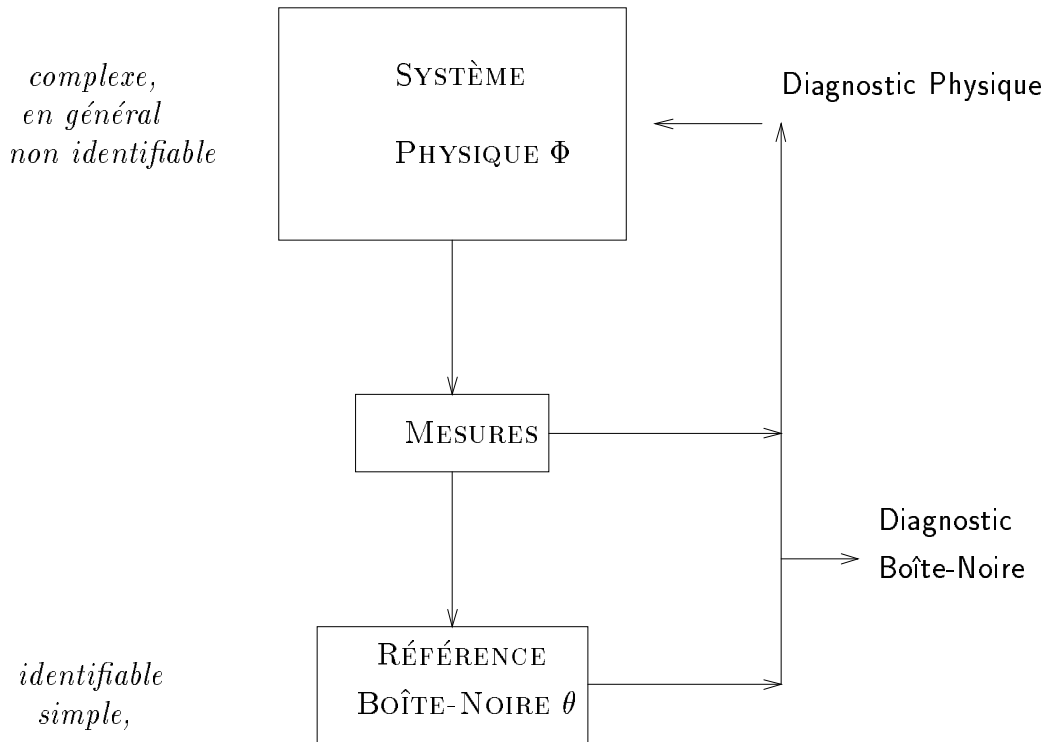 complexe,
en général
non identifiable
SYSTÈME
PHYSIQUE Φ
Diagnostic Physique
MESURES
Diagnostic
Boîte-Noire
RÉFÉRENCE
BOÎTE-NOIRE θ
identifiable
simple,